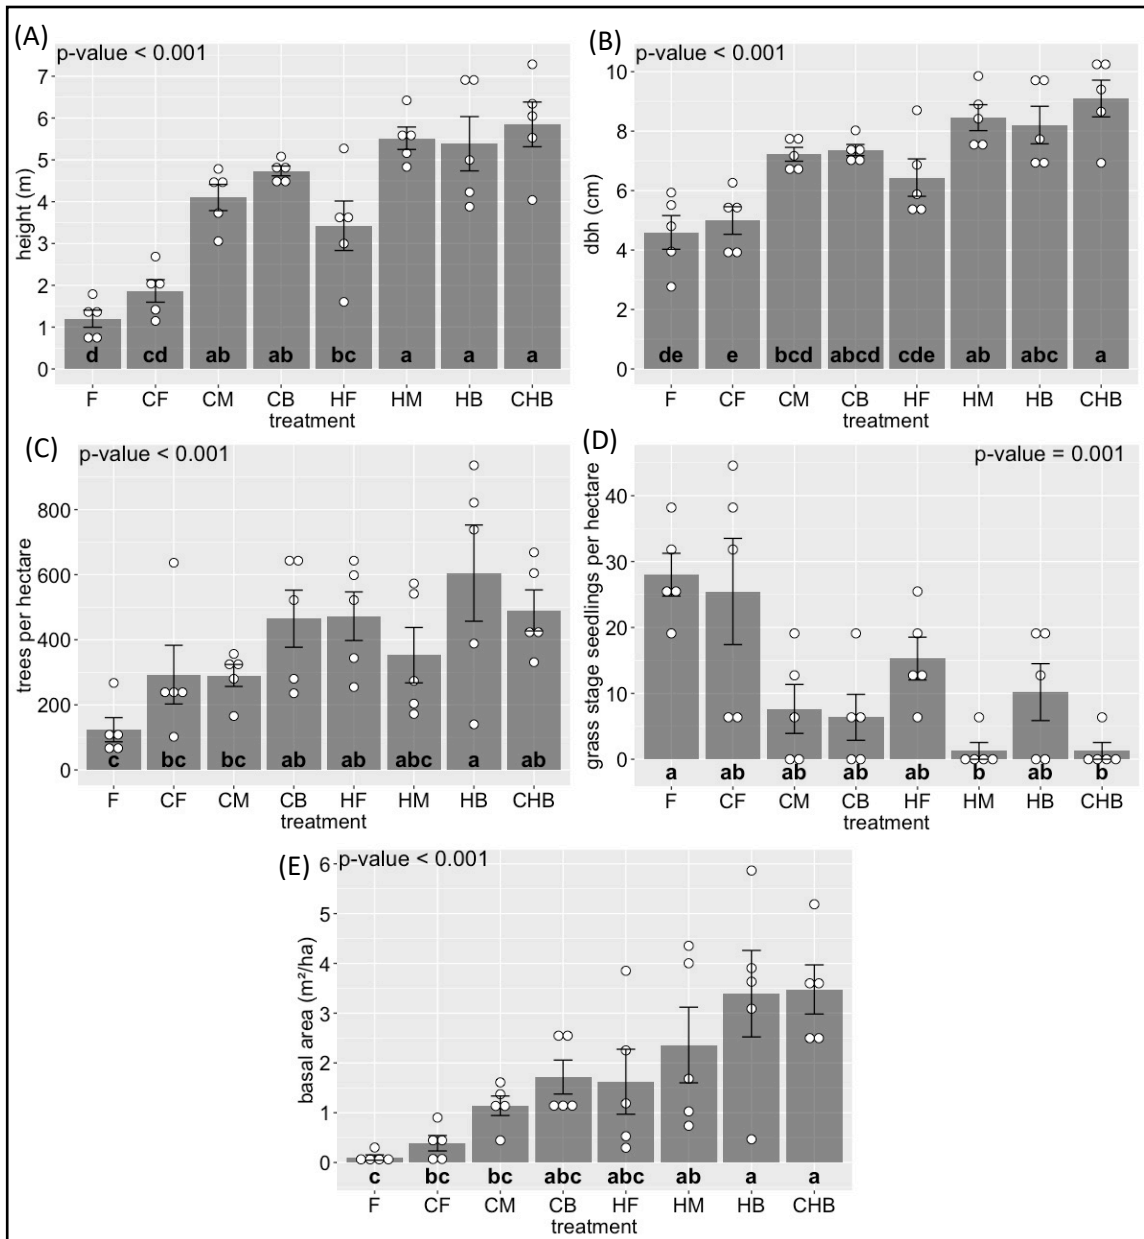 (A)
p-value < 0.001
height (m)
7
6
5
4
3
2
1
0
d cd ab ab bc a a a
F CF CM CB HF HM HB CHB
treatment
(B)
p-value < 0.001
dbh (cm)
10
8
6
4
2
0
de e bcd abcd cde ab abc a
F CF CM CB HF HM HB CHB
treatment
(C)
p-value < 0.001
trees per hectare
800
600
400
200
0
c bc bc ab ab abc a ab
F CF CM CB HF HM HB CHB
treatment
(D)
p-value = 0.001
grass stage seedlings per hectare
40
30
20
10
0
a ab ab ab ab b ab b
F CF CM CB HF HM HB CHB
treatment
(E)
p-value < 0.001
basal area (m²/ha)
6
5
4
3
2
1
0
c bc bc abc abc ab a a
F CF CM CB HF HM HB CHB
treatment